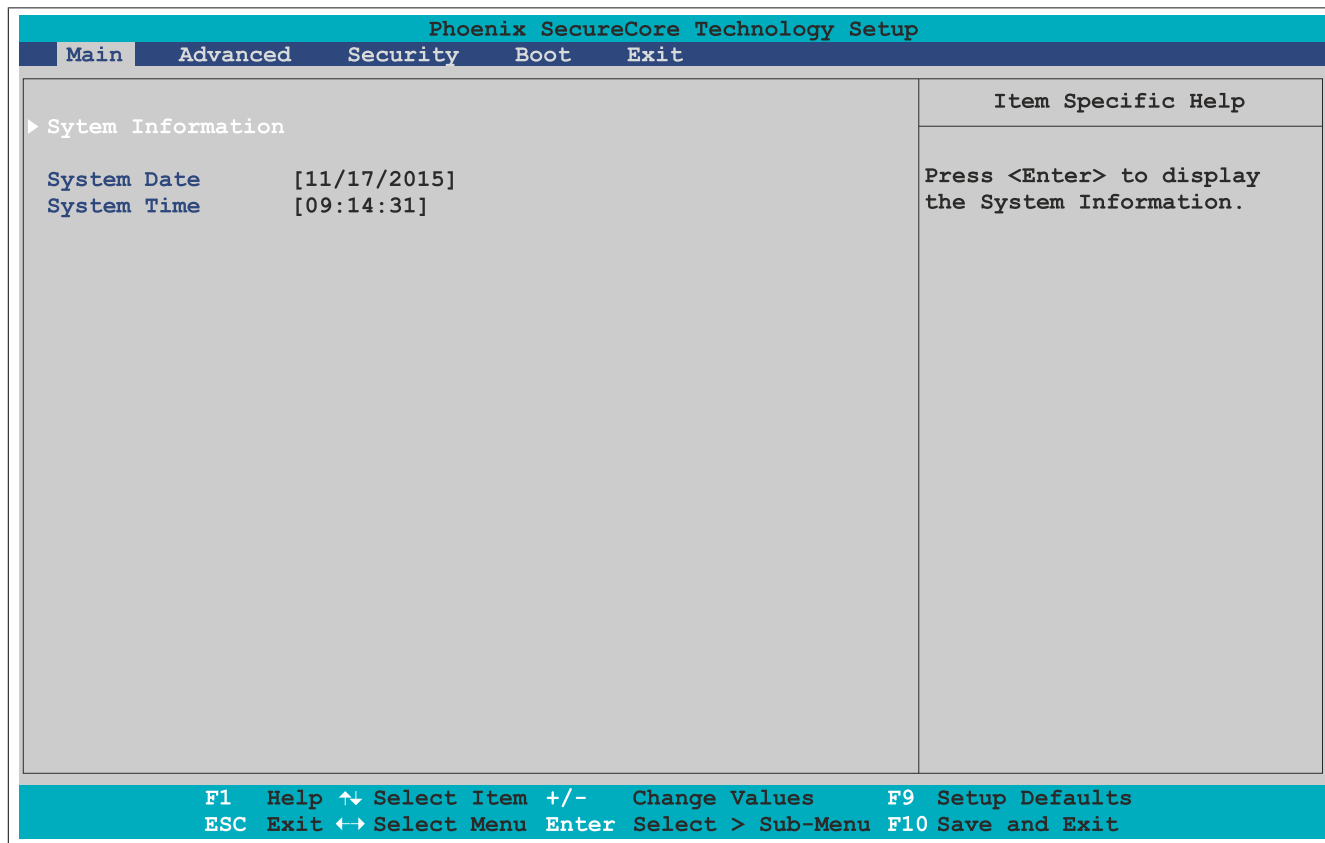 Phoenix SecureCore Technology Setup
Main Advanced Security Boot Exit
Sytem Information
System Date [11/17/2015]
System Time [09:14:31]
Item Specific Help
Press <Enter> to display
the System Information.
F1 Help ↑↓ Select Item +/- Change Values F9 Setup Defaults
ESC Exit ←→ Select Menu Enter Select > Sub-Menu F10 Save and Exit